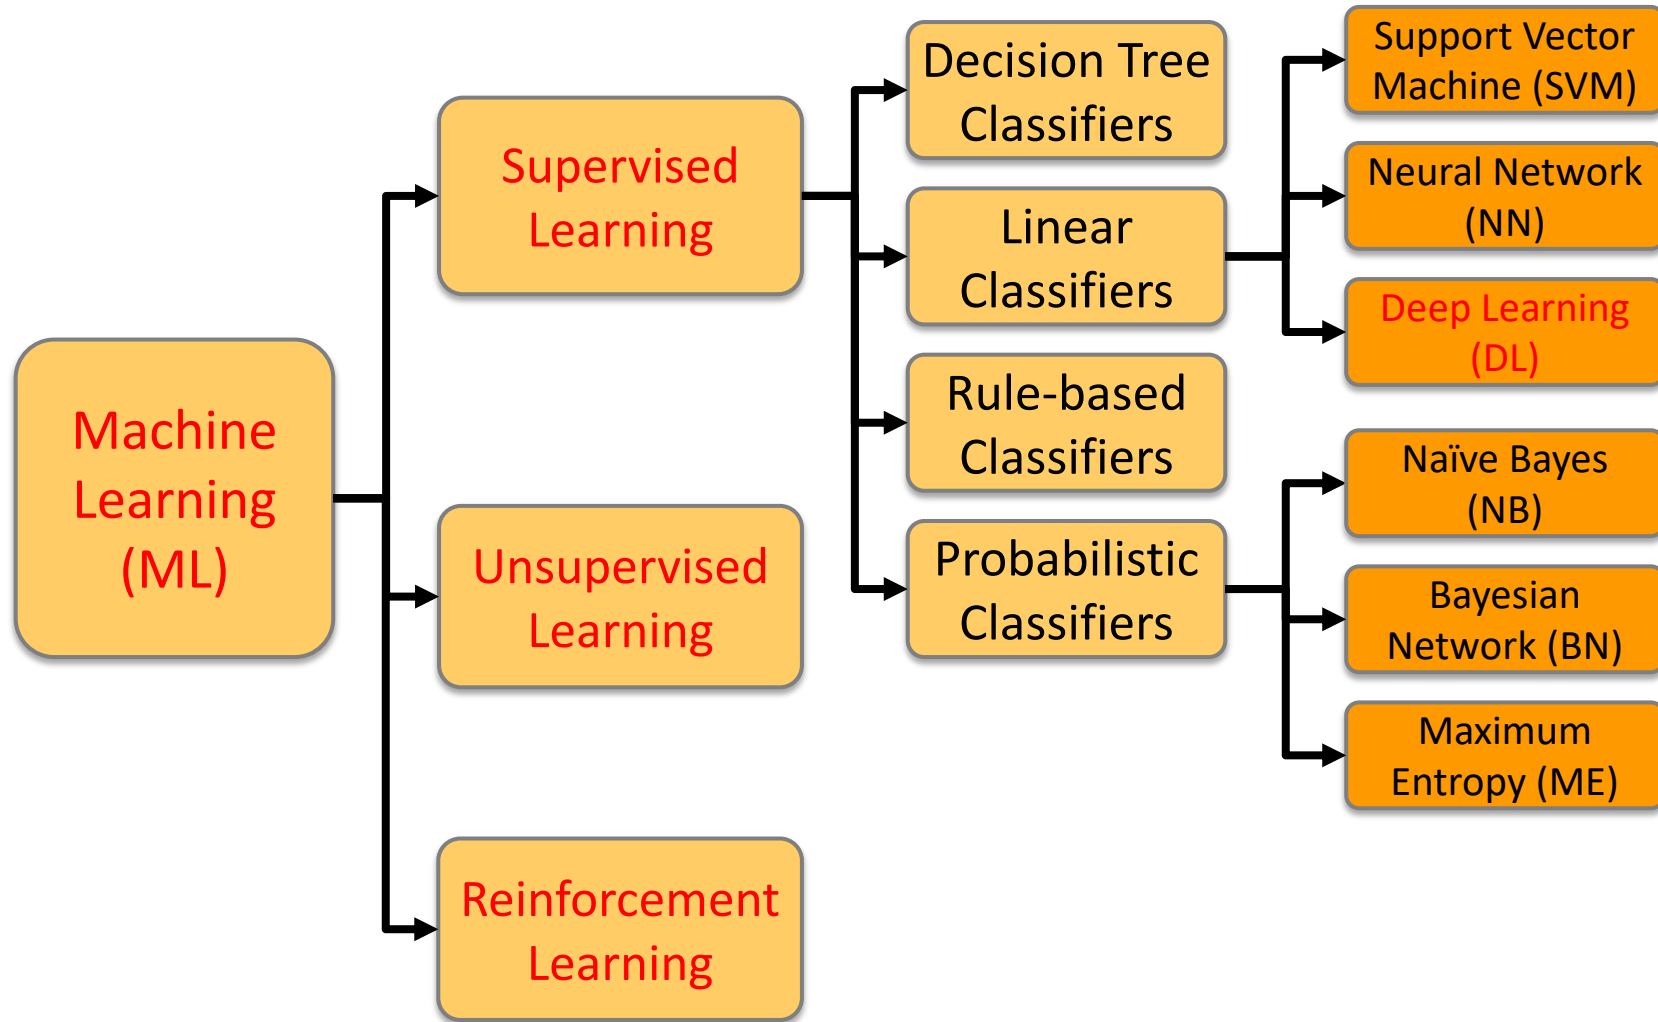 Machine
Learning
(ML)
Supervised
Learning
Unsupervised
Learning
Reinforcement
Learning
Decision Tree
Classifiers
Linear
Classifiers
Rule-based
Classifiers
Probabilistic
Classifiers
Support Vector
Machine (SVM)
Neural Network
(NN)
Deep Learning
(DL)
Naïve Bayes
(NB)
Bayesian
Network (BN)
Maximum
Entropy (ME)